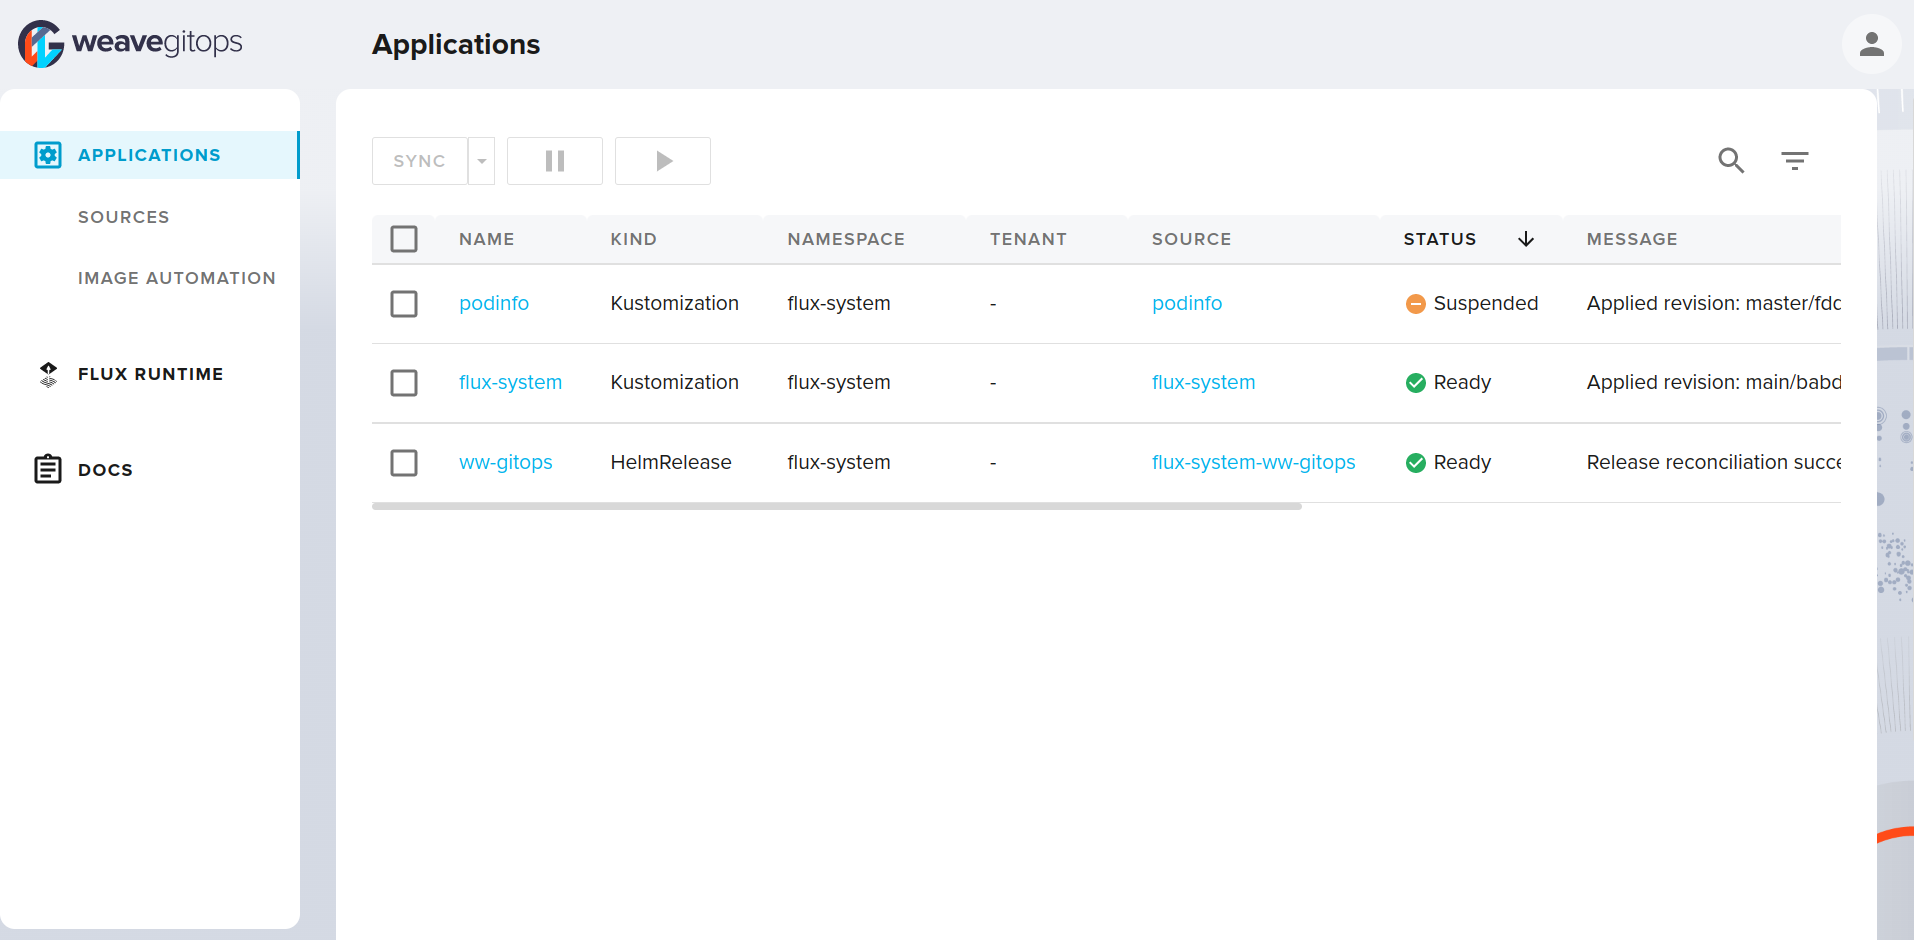 weavegitops
Applications
APPLICATIONS
SOURCES
IMAGE AUTOMATION
FLUX RUNTIME
DOCS
SYNC
NAME KIND NAMESPACE TENANT SOURCE STATUS MESSAGE
podinfo Kustomization flux-system - podinfo Suspended Applied revision: master/fdd
flux-system Kustomization flux-system - flux-system Ready Applied revision: main/babd
ww-gitops HelmRelease flux-system - flux-system-ww-gitops Ready Release reconciliation succe